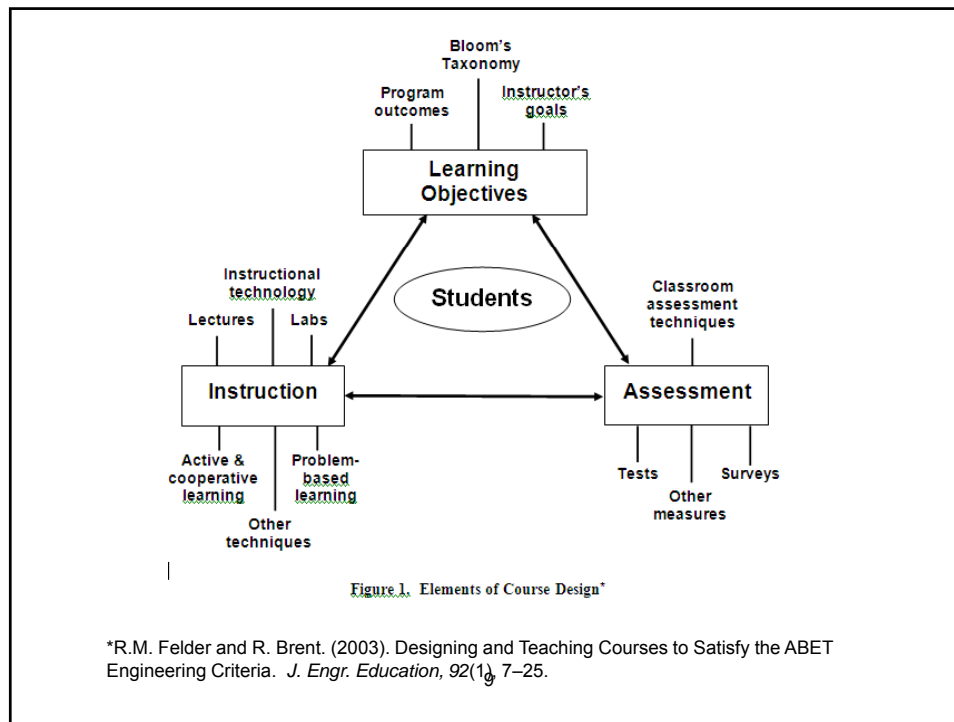 Bloom's
Taxonomy
Program
outcomes
Instructor's
goals
Learning
Objectives
Instructional
technology
Lectures
Labs
Students
Classroom
assessment
techniques
Instruction
Assessment
Active &
cooperative
learning
Problem-
based
learning
Other
techniques
Tests
Surveys
Other
measures
Figure 1. Elements of Course Design*
*R.M. Felder and R. Brent. (2003). Designing and Teaching Courses to Satisfy the ABET
Engineering Criteria. J. Engr. Education, 92(1), 7–25.
9